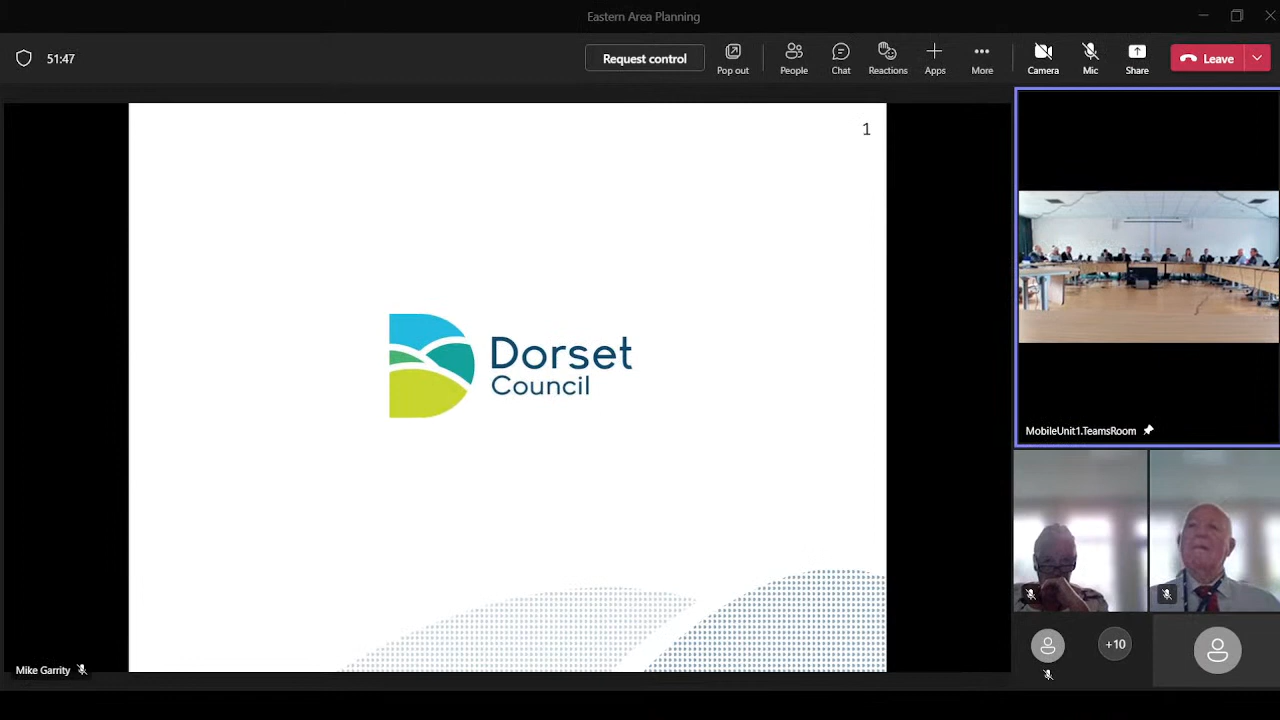 Eastern Area Planning
51:47
Request control
Pop out
People
Chat
Reactions
Apps
More
Camera
Mic
Share
Leave
1
Dorset
Council
MobileUnit1.TeamsRoom
+10
Mike Garrity